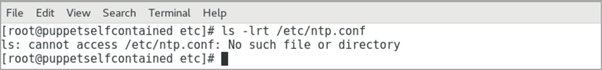 File Edit View Search Terminal Help
[root@puppetselfcontained etc]# ls -lrt /etc/ntp.conf
ls: cannot access /etc/ntp.conf: No such file or directory
[root@puppetselfcontained etc]#